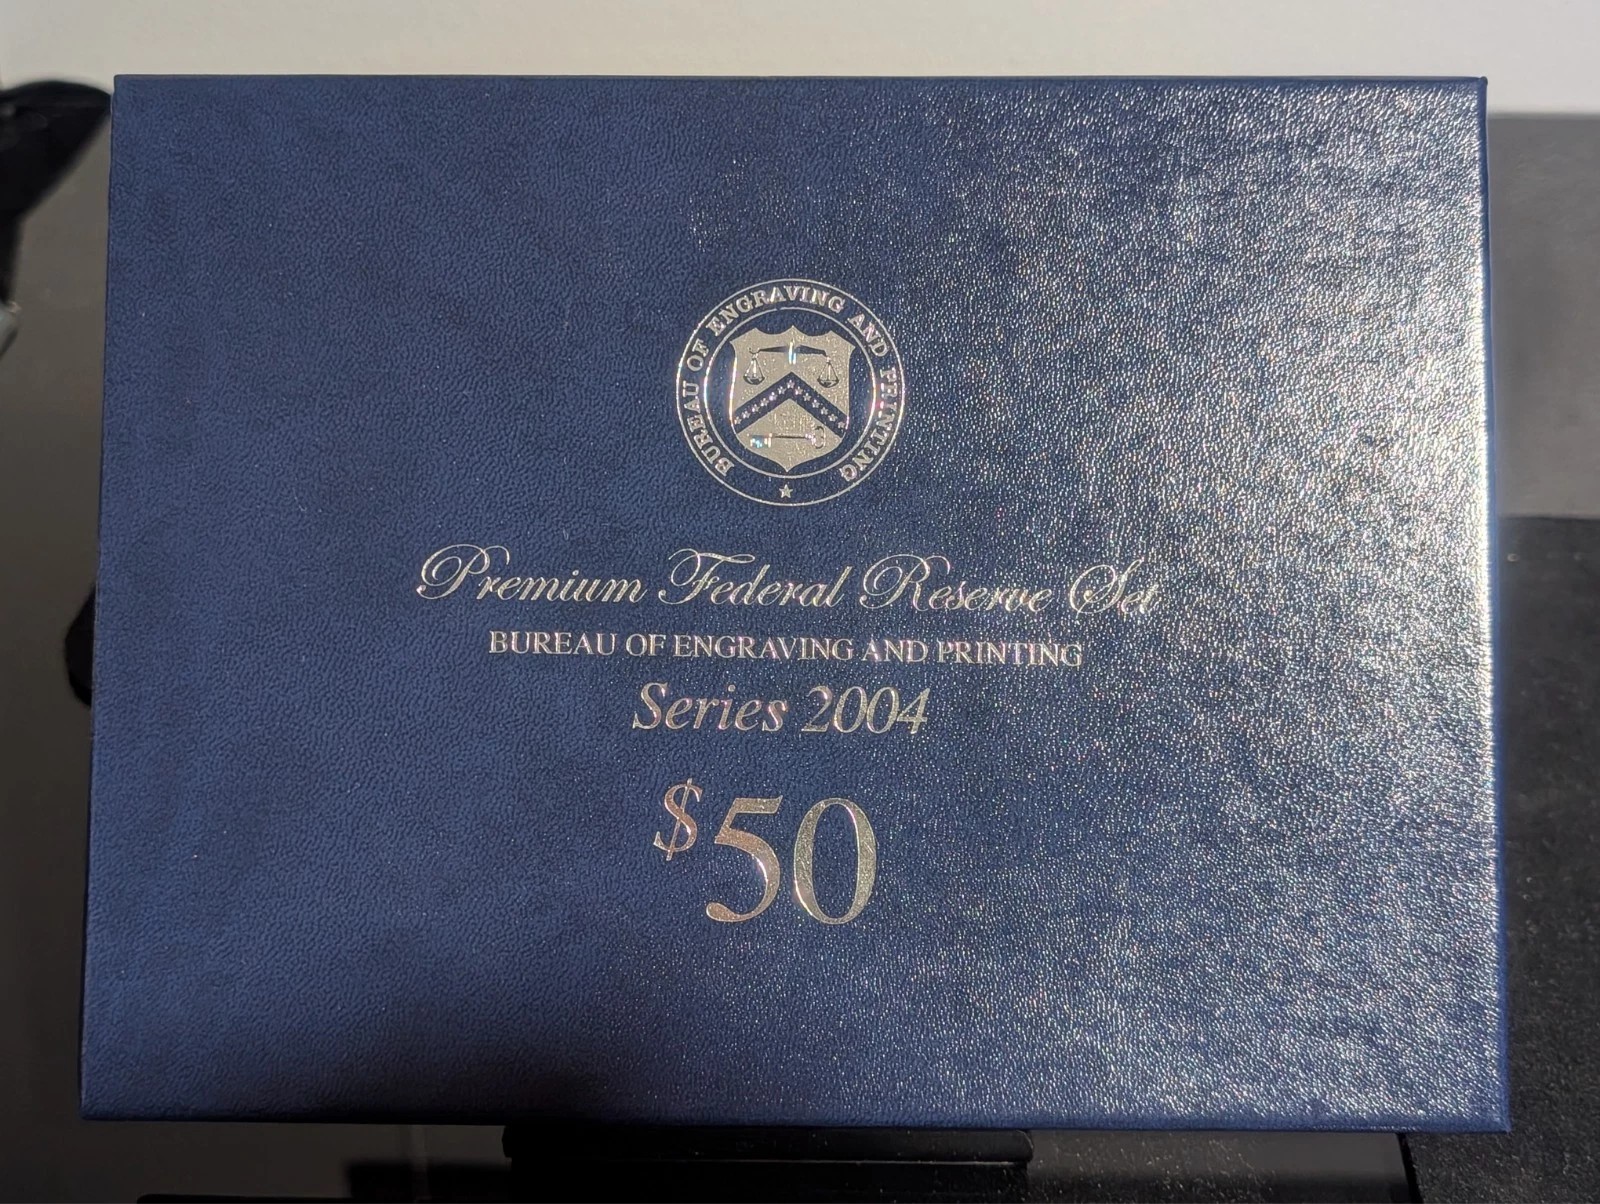 BUREAU OF ENGRAVING AND PRINTING
Premium Federal Reserve Set
BUREAU OF ENGRAVING AND PRINTING
Series 2004
$50